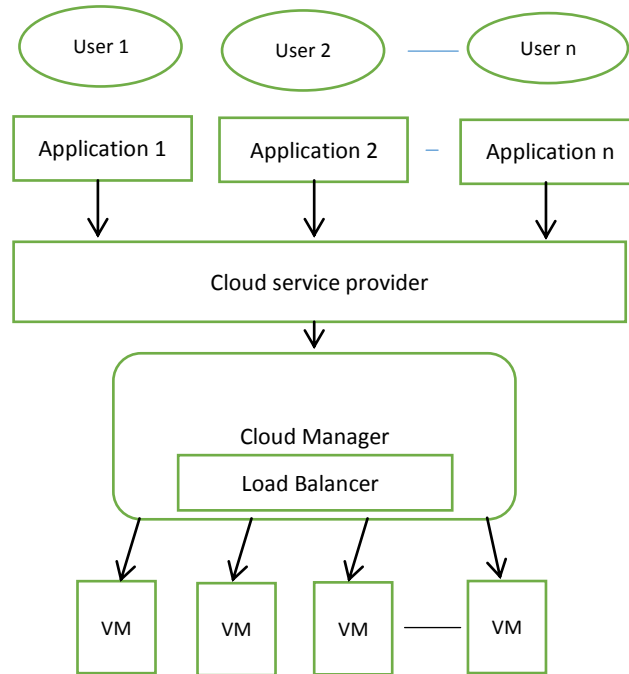 User 1
User 2
User n
Application 1
Application 2
Application n
Cloud service provider
Cloud Manager
Load Balancer
VM
VM
VM
VM